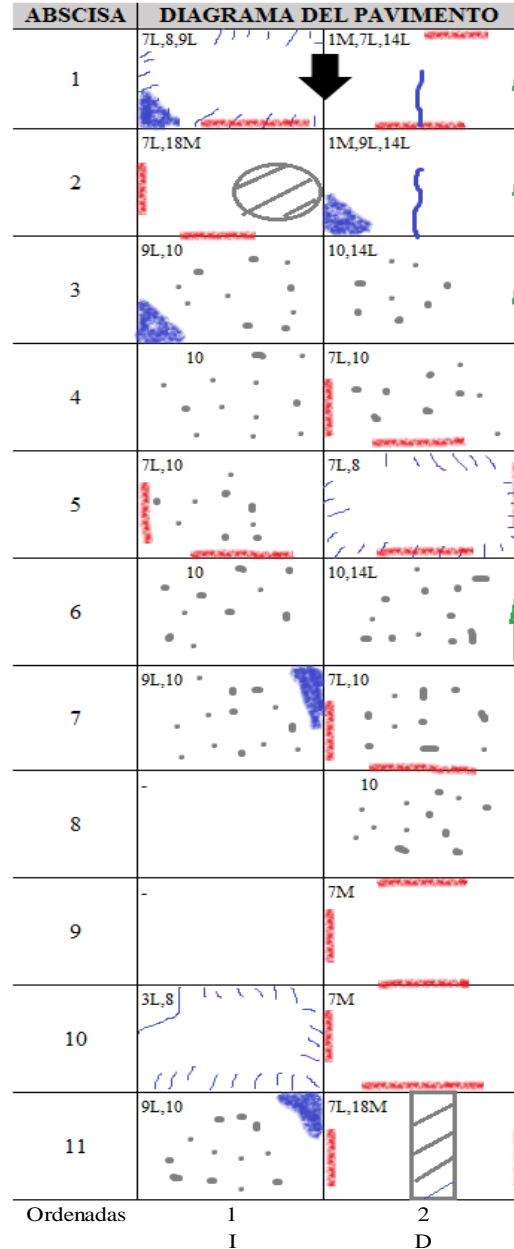 ABSCISA DIAGRAMA DEL PAVIMENTO
1 7L,8,9L 1M,7L,14L
2 7L,18M 1M,9L,14L
3 9L,10 10,14L
4 10 7L,10
5 7L,10 7L,8
6 10 10,14L
7 9L,10 7L,10
8 - 10
9 - 7M
10 3L,8 7M
11 9L,10 7L,18M
Ordenadas 1 2
I D